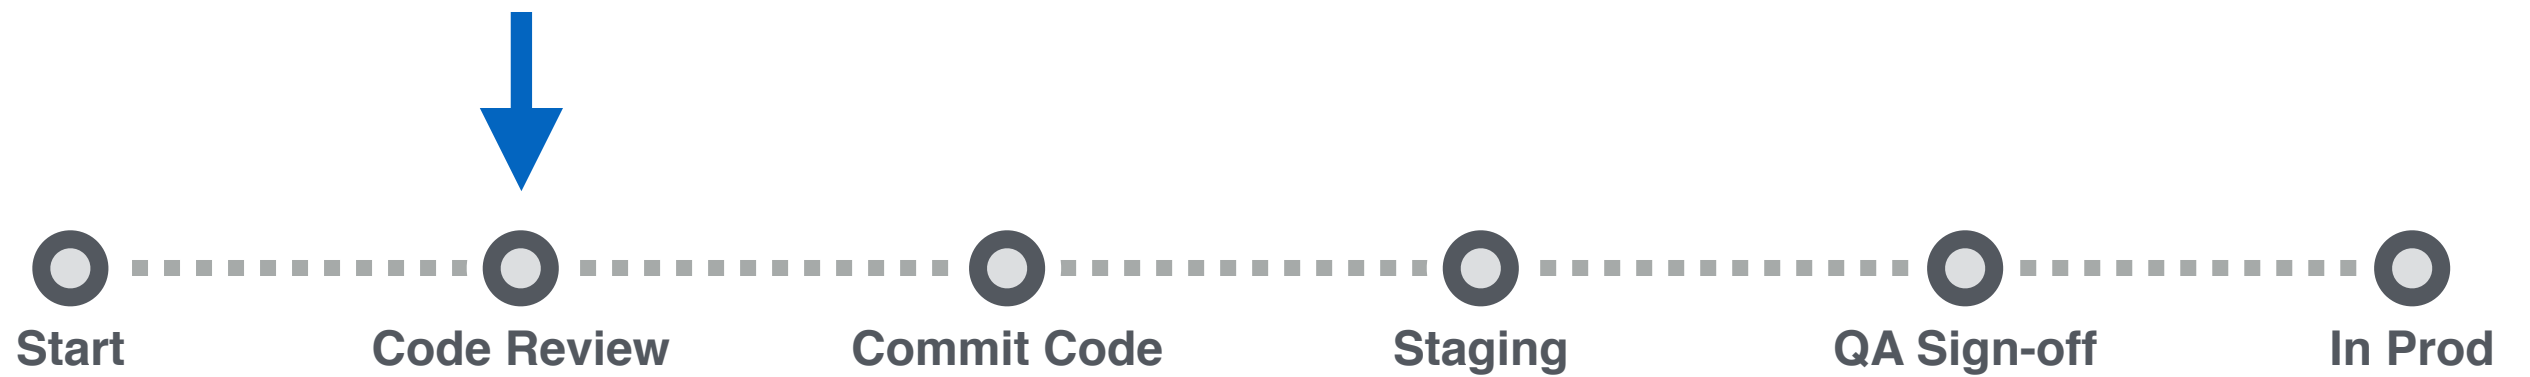 Start
Code Review
Commit Code
Staging
QA Sign-off
In Prod